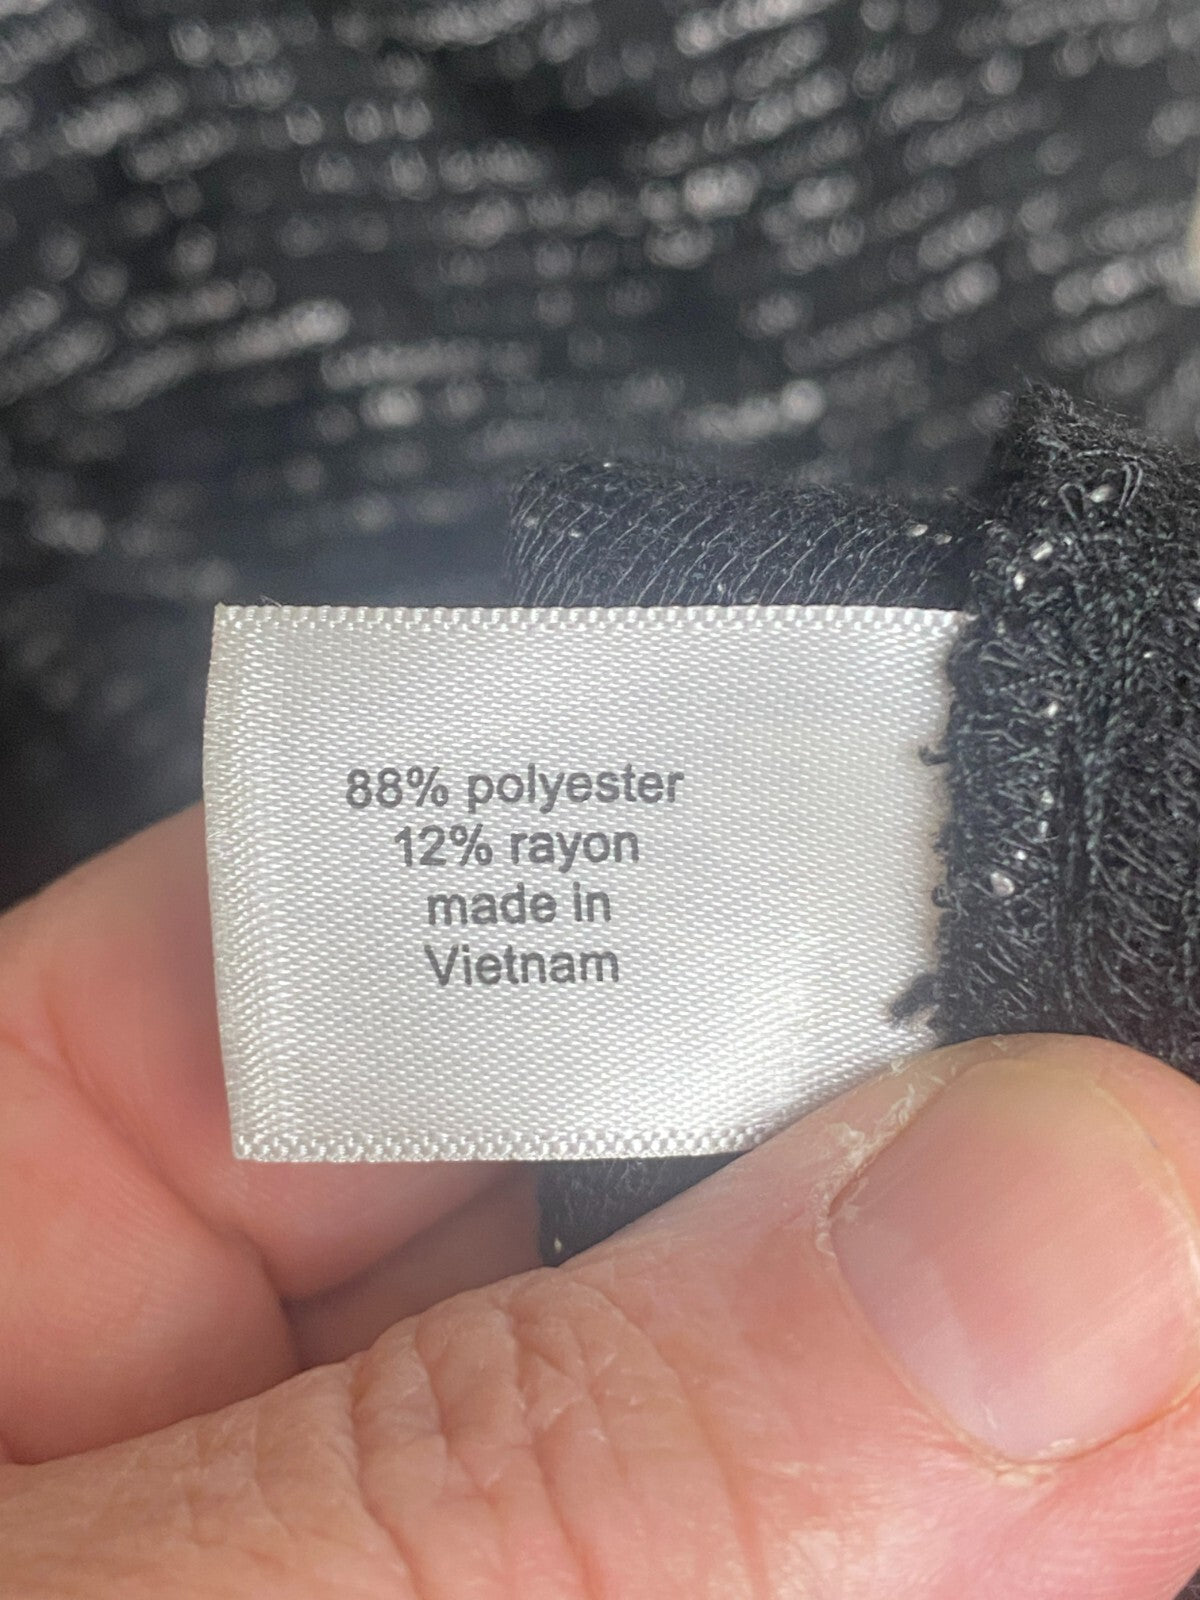 88% polyester
12% rayon
made in
Vietnam